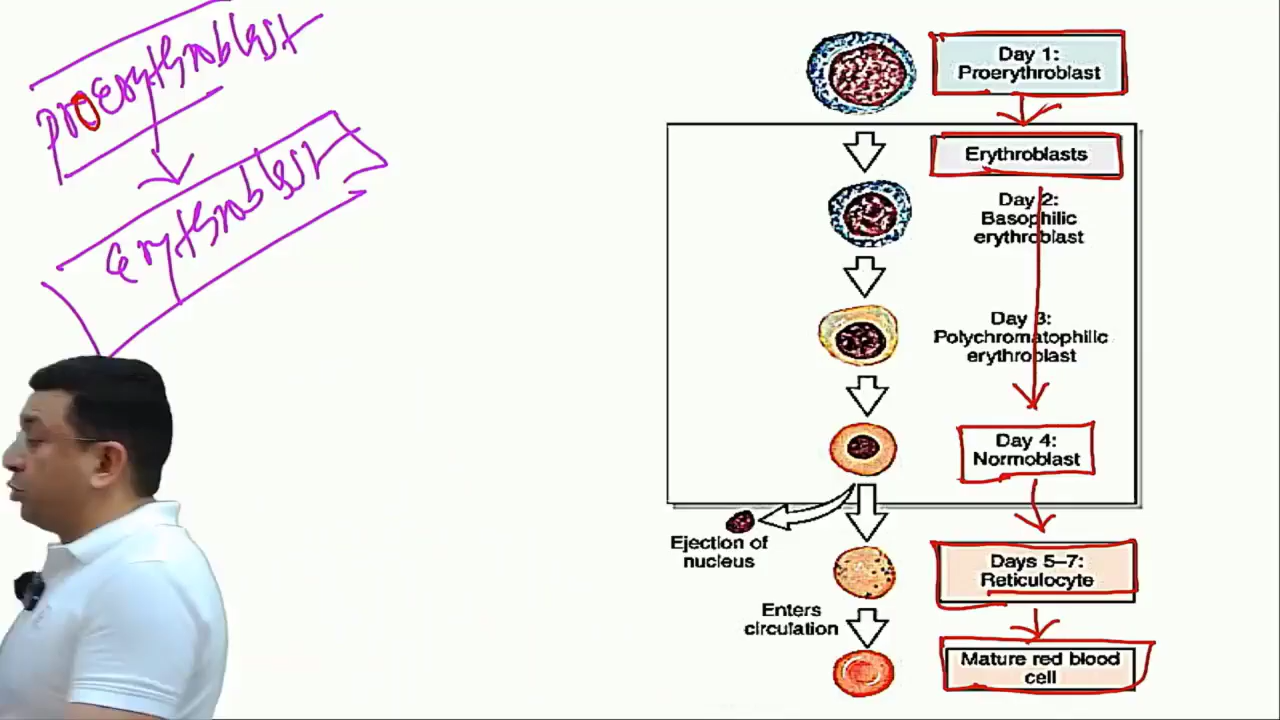 proerythroblast
erythroblast
Day 1:
Proerythroblast
Erythroblasts
Day 2:
Basophilic
erythroblast
Day 3:
Polychromatophilic
erythroblast
Day 4:
Normoblast
Ejection of
nucleus
Days 5–7:
Reticulocyte
Enters
circulation
Mature red blood
cell